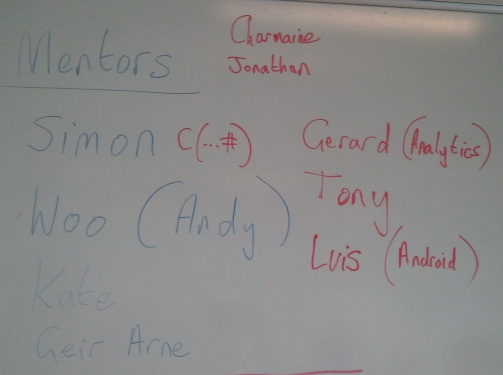 Mentors
Charmaine
Jonathan
Simon C(...#)
Woo (Andy)
Kate
Geir Arne
Gerard (Analytics)
Tony
Luis (Android)